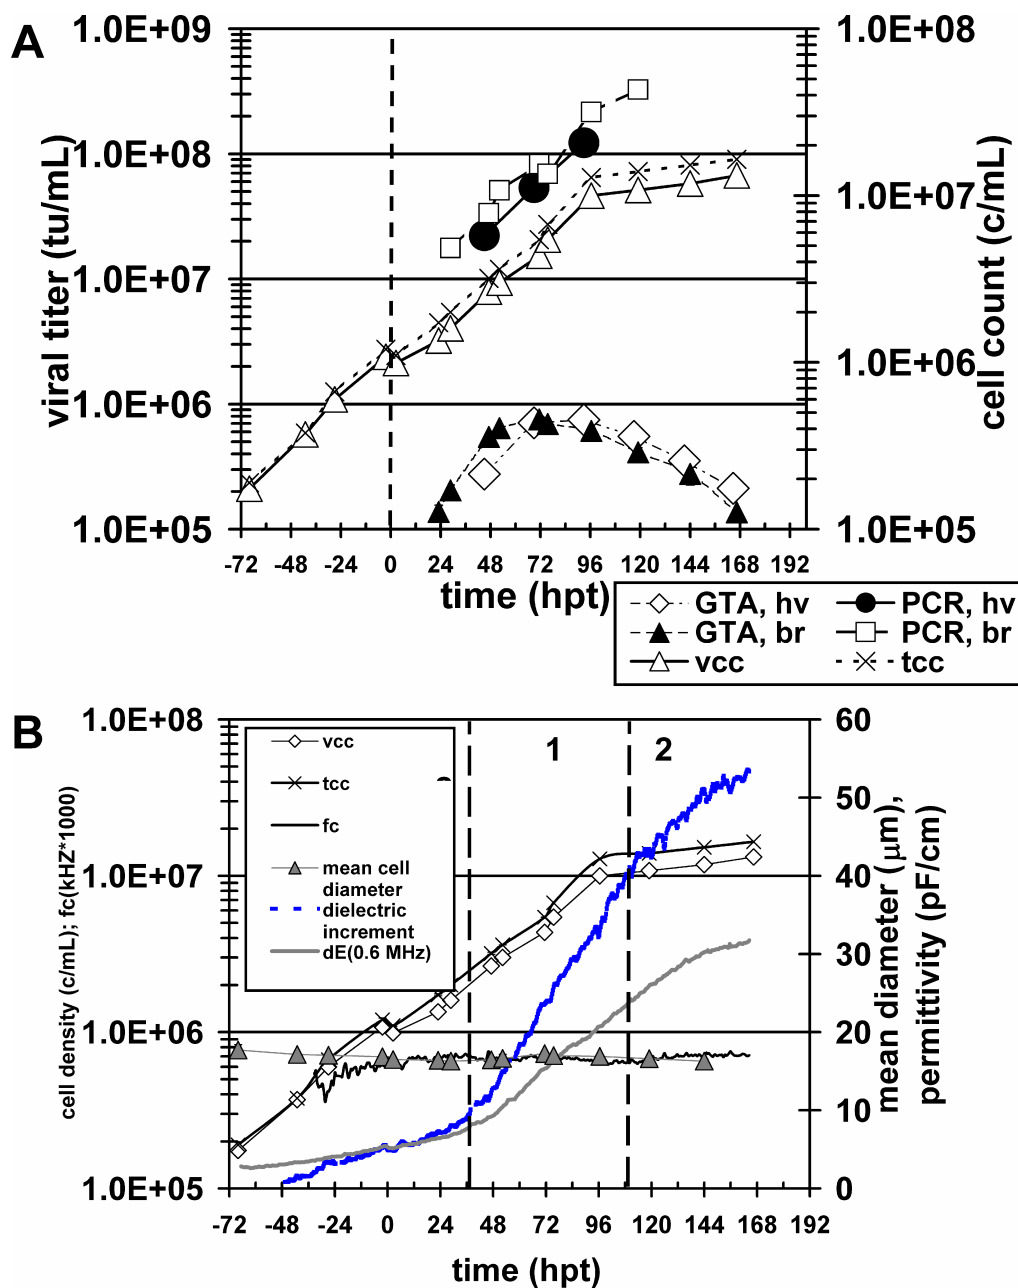 A
1.0E+09
1.0E+08
1.0E+07
1.0E+06
1.0E+05
viral titer (tu/mL)
1.0E+08
1.0E+07
1.0E+06
1.0E+05
cell count (c/mL)
-72 -48 -24 0 24 48 72 96 120 144 168 192
time (hpt)
GTA, hv
PCR, hv
GTA, br
PCR, br
vcc
tcc
B
1.0E+08
1.0E+07
1.0E+06
1.0E+05
cell density (c/mL); fc(kHZ*1000)
vcc
tcc
fc
mean cell
diameter
dielectric
increment
dE(0.6 MHz)
1
2
60
50
40
30
20
10
0
mean diameter (μm),
permittivity (pF/cm)
-72 -48 -24 0 24 48 72 96 120 144 168 192
time (hpt)